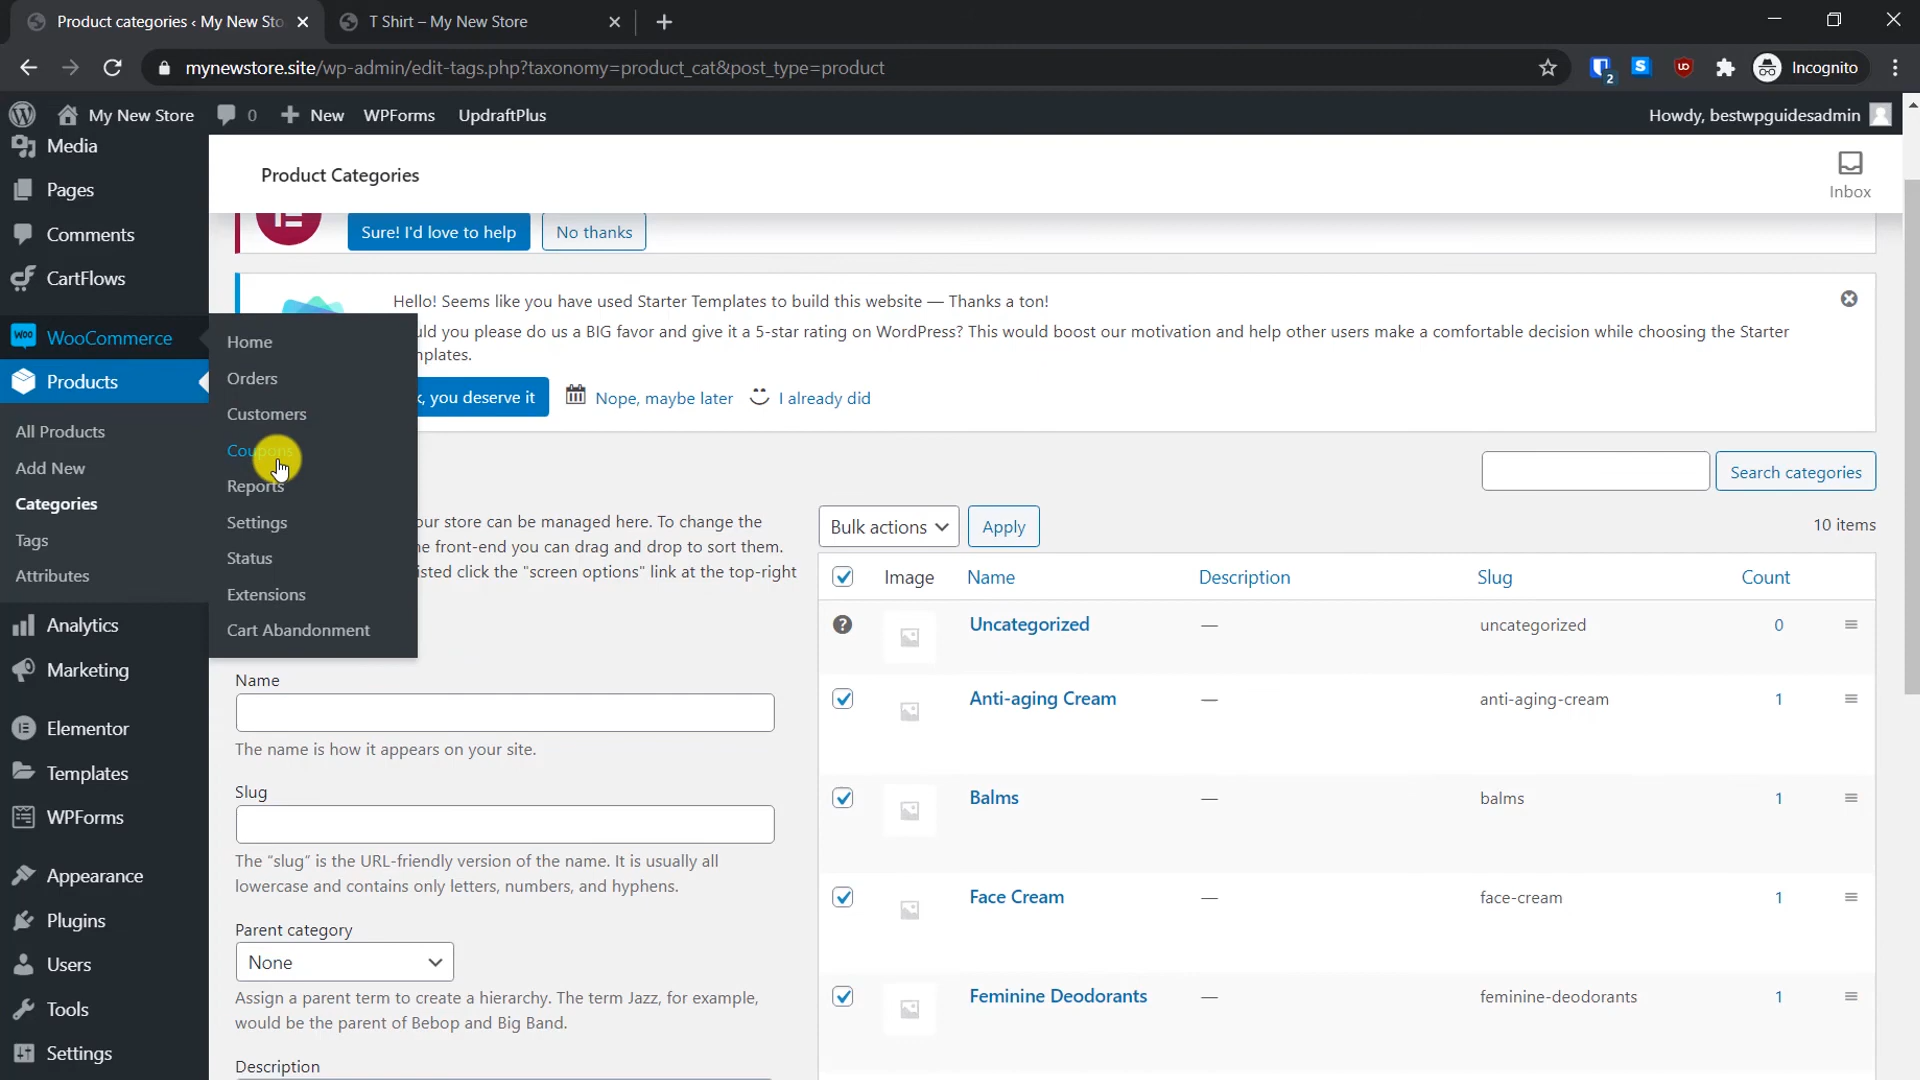 Product categories ‹ My New Sto
T Shirt – My New Store
mynewstore.site/wp-admin/edit-tags.php?taxonomy=product_cat&post_type=product
2
S
Incognito
My New Store
0
New
WPForms
UpdraftPlus
Howdy, bestwpguidesadmin
Media
Pages
Comments
CartFlows
WooCommerce
Products
All Products
Add New
Categories
Tags
Attributes
Analytics
Marketing
Elementor
Templates
WPForms
Appearance
Plugins
Users
Tools
Settings
Home
Orders
Customers
Coupons
Reports
Settings
Status
Extensions
Cart Abandonment
Product Categories
Inbox
Sure! I'd love to help
No thanks
Hello! Seems like you have used Starter Templates to build this website — Thanks a ton!
uld you please do us a BIG favor and give it a 5-star rating on WordPress? This would boost our motivation and help other users make a comfortable decision while choosing the Starter
nplates.
k, you deserve it
Nope, maybe later
I already did
Search categories
our store can be managed here. To change the
e front-end you can drag and drop to sort them.
isted click the "screen options" link at the top-right
Name
The name is how it appears on your site.
Slug
The “slug” is the URL-friendly version of the name. It is usually all
lowercase and contains only letters, numbers, and hyphens.
Parent category
None
Assign a parent term to create a hierarchy. The term Jazz, for example,
would be the parent of Bebop and Big Band.
Description
Bulk actions
Apply
10 items
Image Name Description Slug Count
Uncategorized — uncategorized 0
Anti-aging Cream — anti-aging-cream 1
Balms — balms 1
Face Cream — face-cream 1
Feminine Deodorants — feminine-deodorants 1